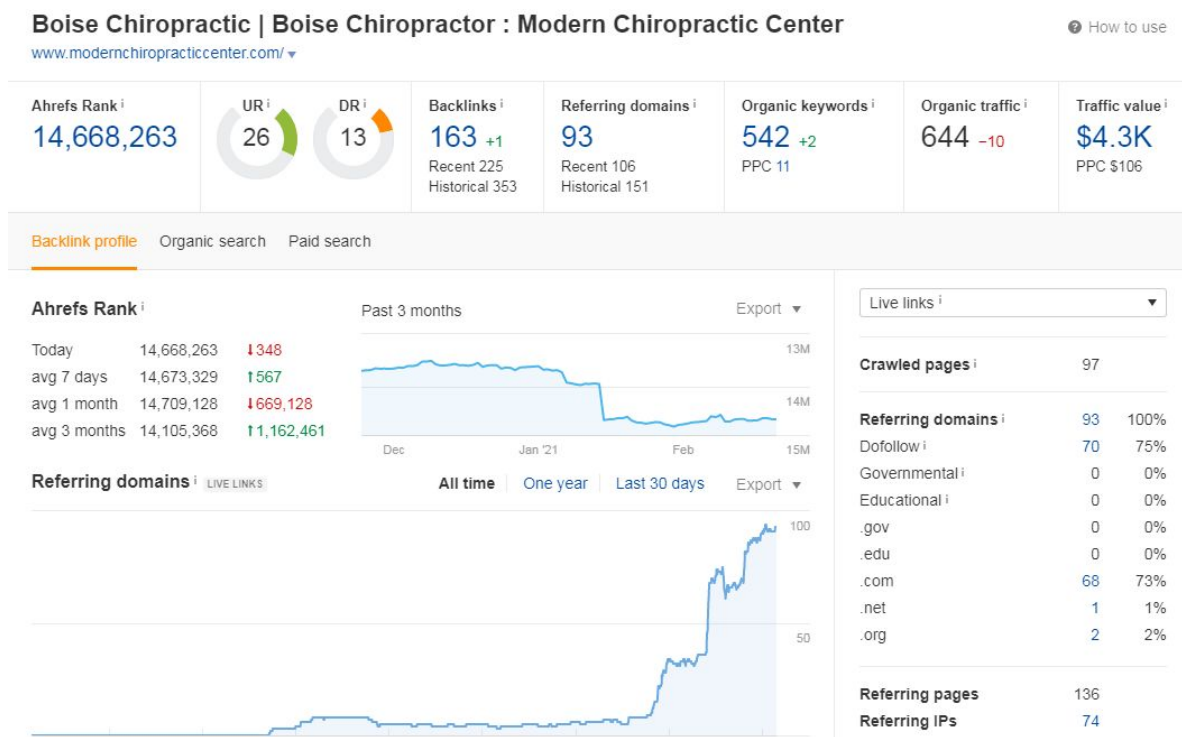 Boise Chiropractic | Boise Chiropractor : Modern Chiropractic Center
? How to use
www.modernchiropracticcenter.com/ ▾
Ahrefs Rank i
14,668,263
UR i
26
DR i
13
Backlinks i
163 +1
Recent 225
Historical 353
Referring domains i
93
Recent 106
Historical 151
Organic keywords i
542 +2
PPC 11
Organic traffic i
644 −10
Traffic value i
$4.3K
PPC $106
Backlink profile Organic search Paid search
Ahrefs Rank i
Today 14,668,263 ↓348
avg 7 days 14,673,329 ↑567
avg 1 month 14,709,128 ↓669,128
avg 3 months 14,105,368 ↑1,162,461
Past 3 months Export ▾
13M
14M
15M
Dec Jan '21 Feb
Referring domains i LIVE LINKS
All time One year Last 30 days Export ▾
100
50
Live links i ▾
Crawled pages i 97
Referring domains i 93 100%
Dofollow i 70 75%
Governmental i 0 0%
Educational i 0 0%
.gov 0 0%
.edu 0 0%
.com 68 73%
.net 1 1%
.org 2 2%
Referring pages 136
Referring IPs 74